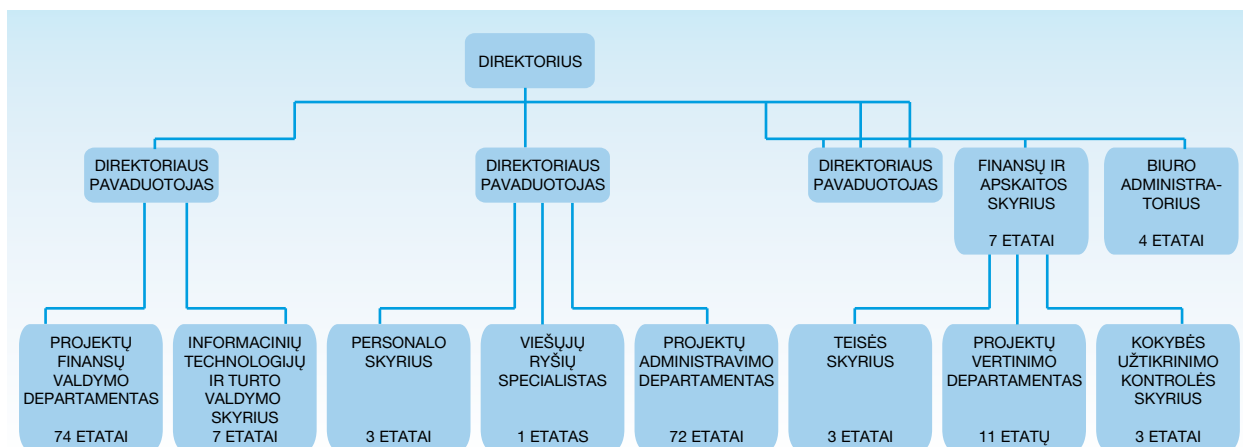 DIREKTORIUS
DIREKTORIAUS
PAVADUOTOJAS
DIREKTORIAUS
PAVADUOTOJAS
DIREKTORIAUS
PAVADUOTOJAS
FINANSŲ IR
APSKAITOS
SKYRIUS
7 ETATAI
BIURO
ADMINISTRA-
TORIUS
4 ETATAI
PROJEKTŲ
FINANSŲ
VALDYMO
DEPARTAMENTAS
74 ETATAI
INFORMACINIŲ
TECHNOLOGIJŲ
IR TURTO
VALDYMO
SKYRIUS
7 ETATAI
PERSONALO
SKYRIUS
3 ETATAI
VIEŠŲJŲ
RYŠIŲ
SPECIALISTAS
1 ETATAS
PROJEKTŲ
ADMINISTRAVIMO
DEPARTAMENTAS
72 ETATAI
TEISĖS
SKYRIUS
3 ETATAI
PROJEKTŲ
VERTINIMO
DEPARTAMENTAS
11 ETATŲ
KOKYBĖS
UŽTIKRINIMO
KONTROLĖS
SKYRIUS
3 ETATAI